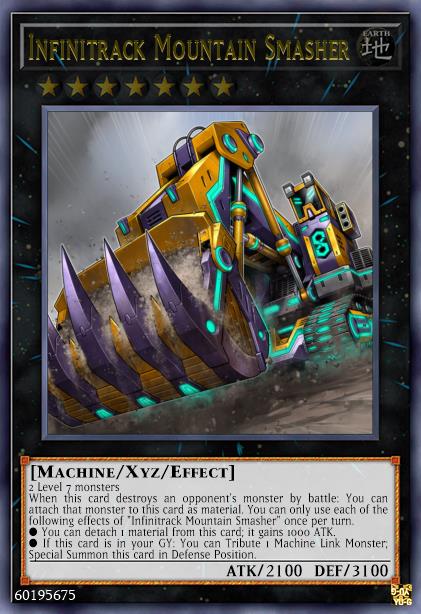 INFINITRACK MOUNTAIN SMASHER
EARTH
地
8
[MACHINE/XYZ/EFFECT]
2 Level 7 monsters
When this card destroys an opponent's monster by battle: You can
attach that monster to this card as material. You can only use each of the
following effects of "Infinitrack Mountain Smasher" once per turn.
● You can detach 1 material from this card; it gains 1000 ATK.
● If this card is in your GY: You can Tribute 1 Machine Link Monster;
Special Summon this card in Defense Position.
ATK/2100 DEF/3100
60195675